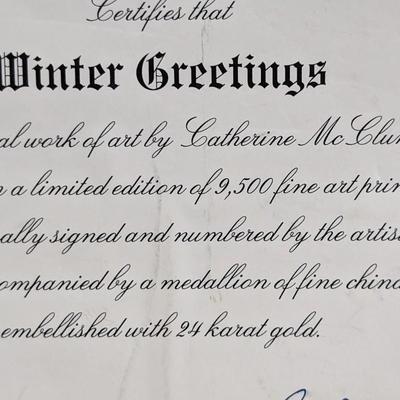 Certifies that
Winter Greetings
al work of art by Catherine McClun
a limited edition of 9,500 fine art prin
ally signed and numbered by the artis
ompanied by a medallion of fine china
embellished with 24 karat gold.